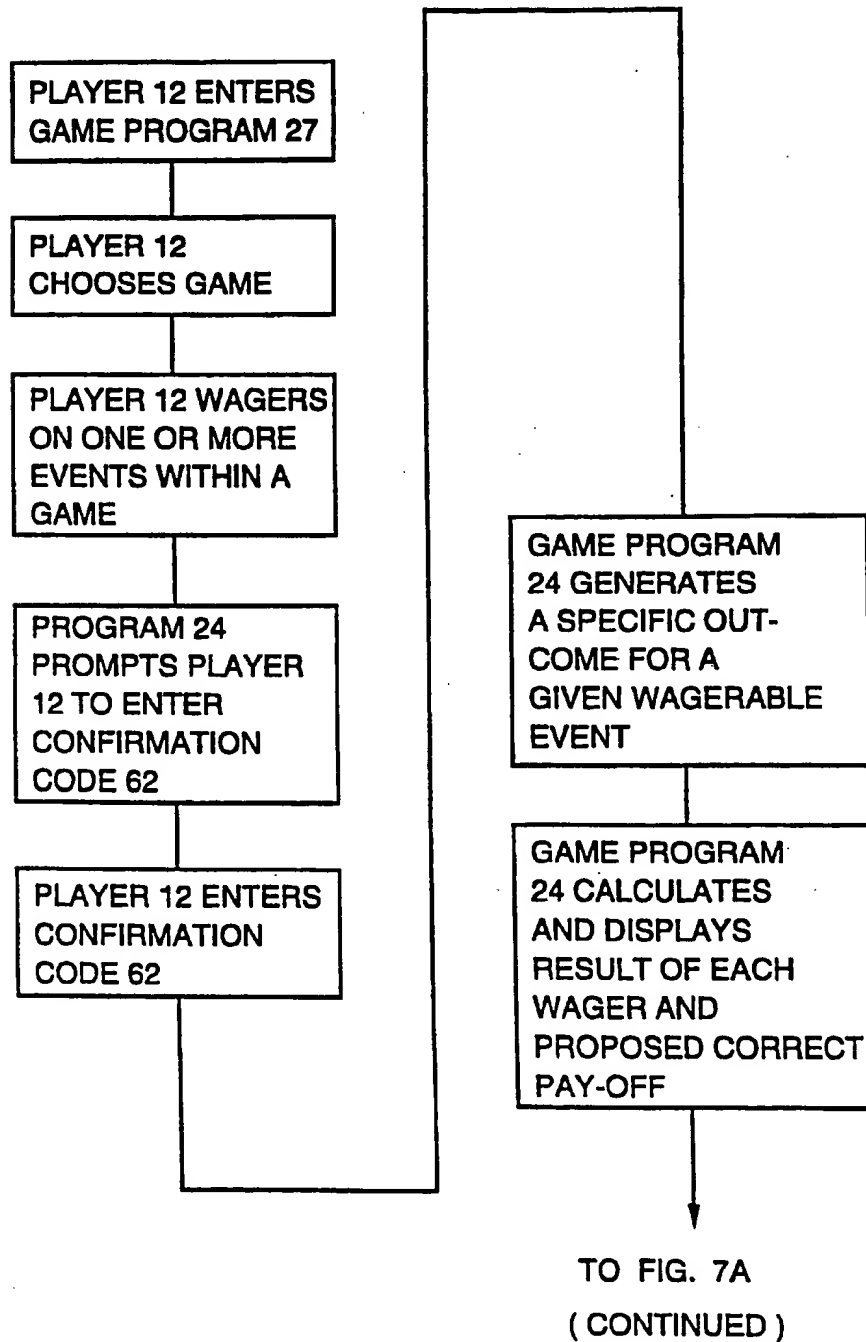 PLAYER 12 ENTERS
GAME PROGRAM 27
PLAYER 12
CHOOSES GAME
PLAYER 12 WAGERS
ON ONE OR MORE
EVENTS WITHIN A
GAME
PROGRAM 24
PROMPTS PLAYER
12 TO ENTER
CONFIRMATION
CODE 62
PLAYER 12 ENTERS
CONFIRMATION
CODE 62
GAME PROGRAM
24 GENERATES
A SPECIFIC OUT-
COME FOR A
GIVEN WAGERABLE
EVENT
GAME PROGRAM
24 CALCULATES
AND DISPLAYS
RESULT OF EACH
WAGER AND
PROPOSED CORRECT
PAY-OFF
TO FIG. 7A
( CONTINUED )